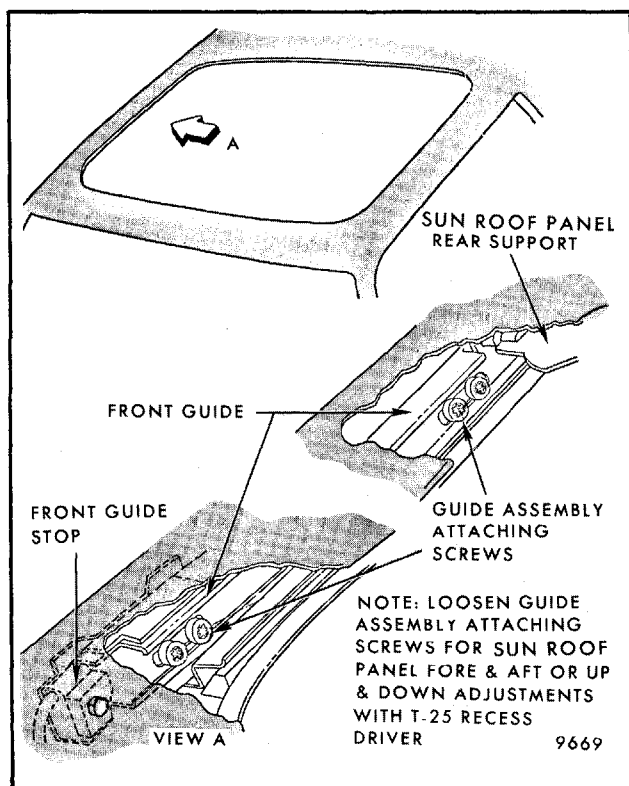 A
SUN ROOF PANEL
REAR SUPPORT
FRONT GUIDE
FRONT GUIDE
STOP
GUIDE ASSEMBLY
ATTACHING
SCREWS
NOTE: LOOSEN GUIDE
ASSEMBLY ATTACHING
SCREWS FOR SUN ROOF
PANEL FORE & AFT OR UP
& DOWN ADJUSTMENTS
WITH T-25 RECESS
DRIVER
9669
VIEW A